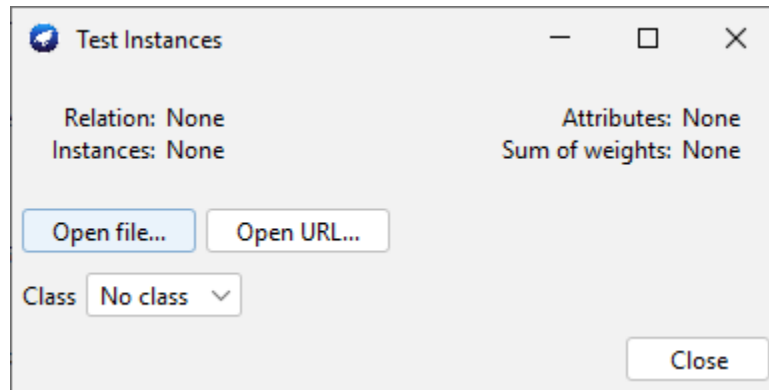 Test Instances
Relation: None Attributes: None
Instances: None Sum of weights: None
Open file... Open URL...
Class No class
Close